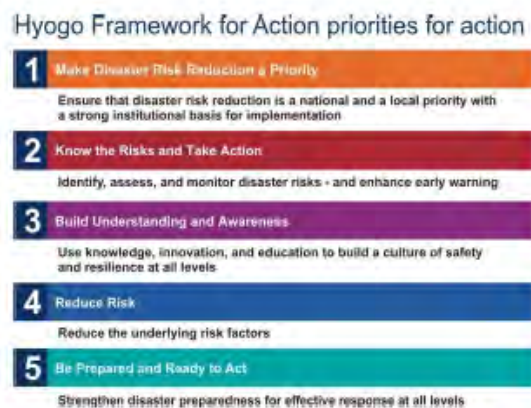 Hyogo Framework for Action priorities for action
1 Make Disaster Risk Reduction a Priority
Ensure that disaster risk reduction is a national and a local priority with
a strong institutional basis for implementation
2 Know the Risks and Take Action
Identify, assess, and monitor disaster risks - and enhance early warning
3 Build Understanding and Awareness
Use knowledge, innovation, and education to build a culture of safety
and resilience at all levels
4 Reduce Risk
Reduce the underlying risk factors
5 Be Prepared and Ready to Act
Strengthen disaster preparedness for effective response at all levels